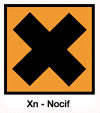 Xn - Nocif